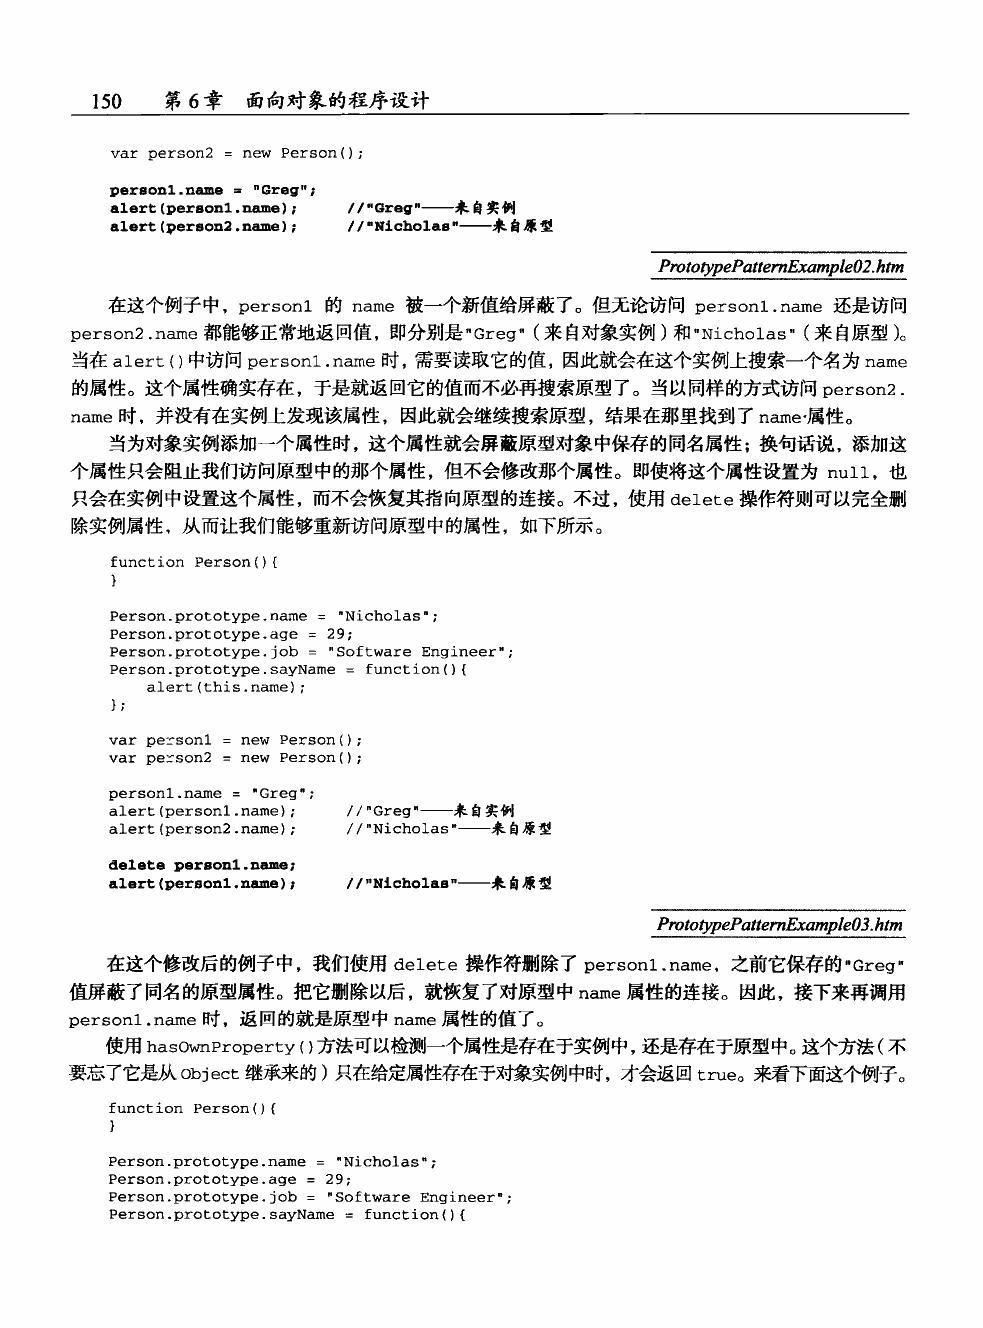 150 第 6 章 面向对象的程序设计
var person2 = new Person();
person1.name = "Greg";
alert(person1.name); //"Greg"——来自实例
alert(person2.name); //"Nicholas"——来自原型
PrototypePatternExample02.htm
在这个例子中，person1 的 name 被一个新值给屏蔽了。但无论访问 person1.name 还是访问
person2.name 都能够正常地返回值，即分别是"Greg"（来自对象实例）和"Nicholas"（来自原型）。
当在 alert()中访问 person1.name 时，需要读取它的值，因此就会在这个实例上搜索一个名为 name
的属性。这个属性确实存在，于是就返回它的值而不必再搜索原型了。当以同样的方式访问 person2.
name 时，并没有在实例上发现该属性，因此就会继续搜索原型，结果在那里找到了 name 属性。
当为对象实例添加一个属性时，这个属性就会屏蔽原型对象中保存的同名属性；换句话说，添加这
个属性只会阻止我们访问原型中的那个属性，但不会修改那个属性。即使将这个属性设置为 null，也
只会在实例中设置这个属性，而不会恢复其指向原型的连接。不过，使用 delete 操作符则可以完全删
除实例属性，从而让我们能够重新访问原型中的属性，如下所示。
function Person(){
}
Person.prototype.name = "Nicholas";
Person.prototype.age = 29;
Person.prototype.job = "Software Engineer";
Person.prototype.sayName = function(){
alert(this.name);
};
var person1 = new Person();
var person2 = new Person();
person1.name = "Greg";
alert(person1.name); //"Greg"——来自实例
alert(person2.name); //"Nicholas"——来自原型
delete person1.name;
alert(person1.name); //"Nicholas"——来自原型
PrototypePatternExample03.htm
在这个修改后的例子中，我们使用 delete 操作符删除了 person1.name，之前它保存的"Greg"
值屏蔽了同名的原型属性。把它删除以后，就恢复了对原型中 name 属性的连接。因此，接下来再调用
person1.name 时，返回的就是原型中 name 属性的值了。
使用 hasOwnProperty()方法可以检测一个属性是存在于实例中，还是存在于原型中。这个方法（不
要忘了它是从 Object 继承来的）只在给定属性存在于对象实例中时，才会返回 true。来看下面这个例子。
function Person(){
}
Person.prototype.name = "Nicholas";
Person.prototype.age = 29;
Person.prototype.job = "Software Engineer";
Person.prototype.sayName = function(){